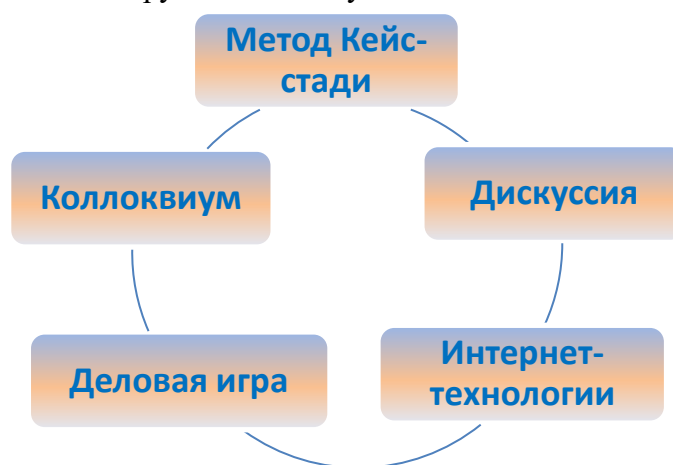 Метод Кейс-
стади
Коллоквиум
Дискуссия
Деловая игра
Интернет-
технологии